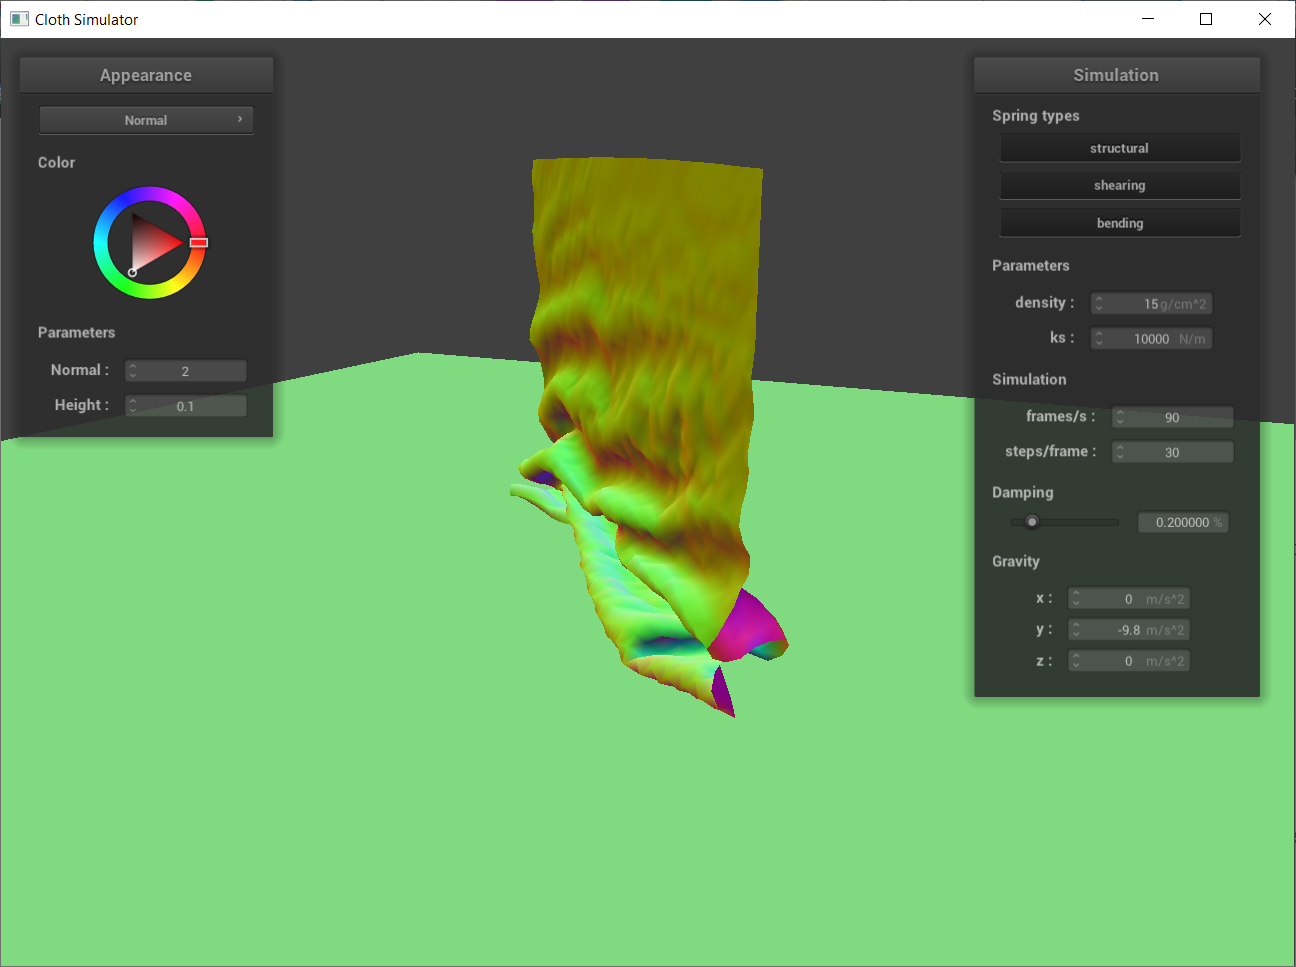 Cloth Simulator
Appearance
Normal
Color
Parameters
Normal : 2
Height : 0.1
Simulation
Spring types
structural
shearing
bending
Parameters
density : 15 g/cm^2
ks : 10000 N/m
Simulation
frames/s : 90
steps/frame : 30
Damping
0.200000 %
Gravity
x : 0 m/s^2
y : -9.8 m/s^2
z : 0 m/s^2